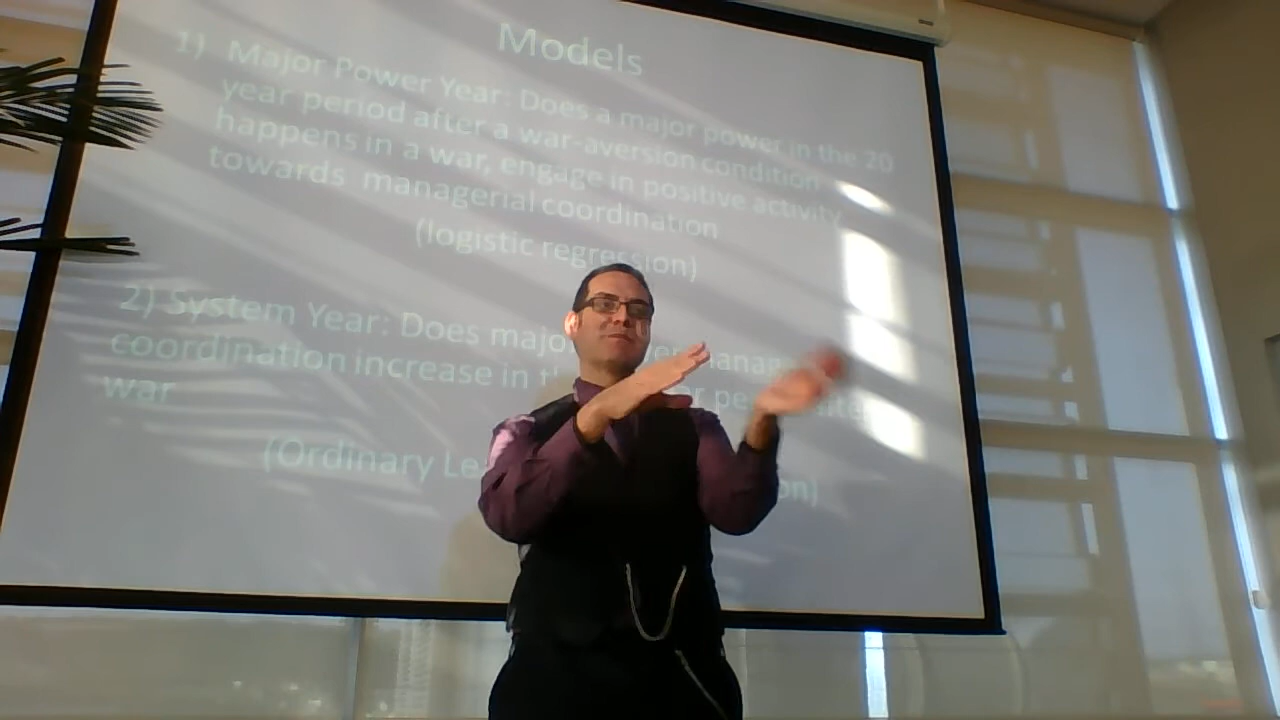 Models
1) Major Power Year: Does a major power in the 20
year period after a war-aversion condition
happens in a war, engage in positive activity
towards managerial coordination
(logistic regression)
2) System Year: Does major
coordination increase in
war
(Ordinary